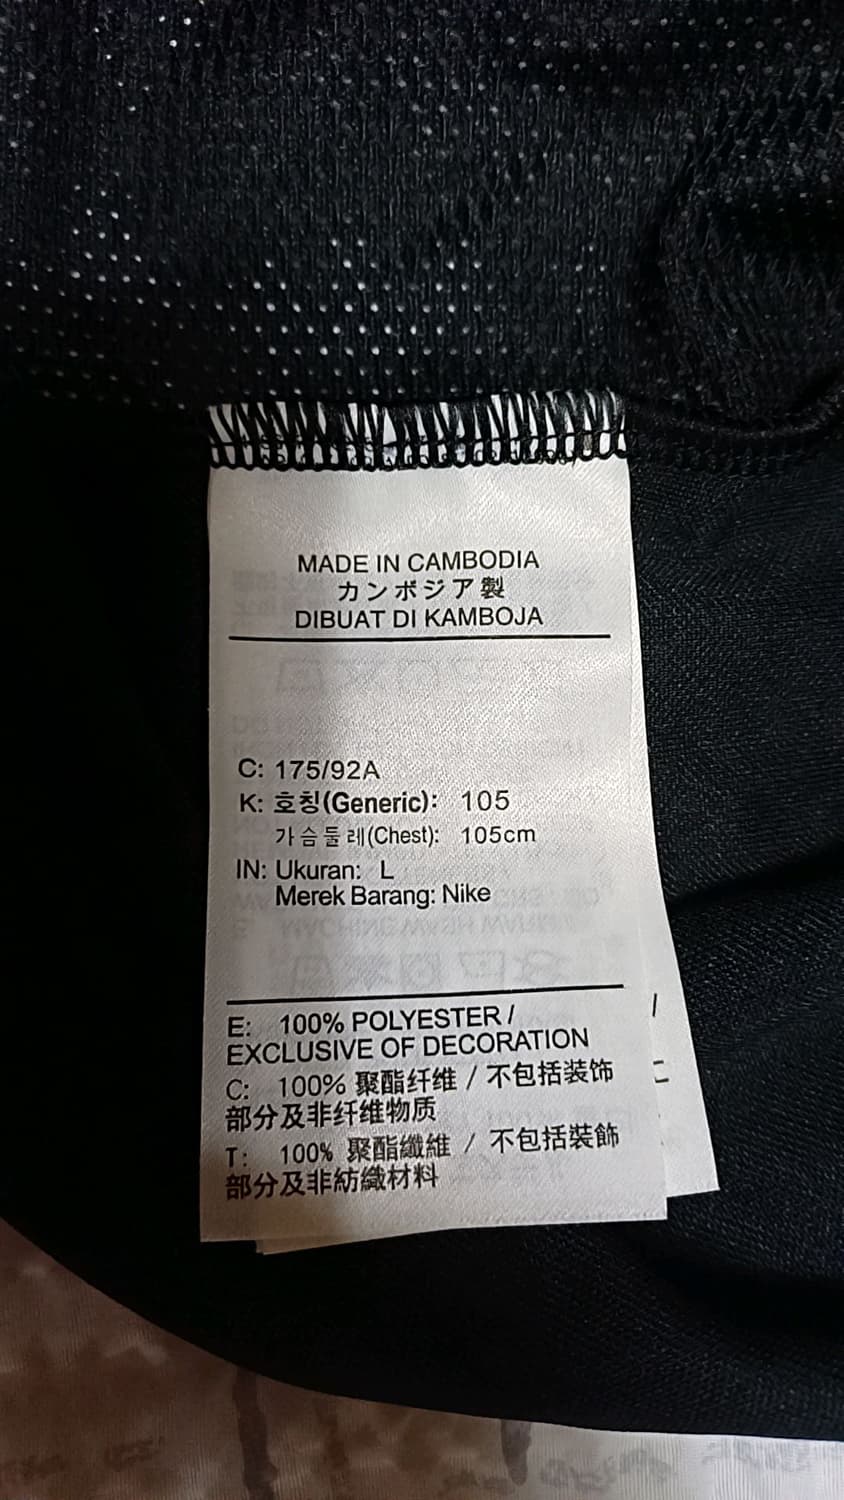 MADE IN CAMBODIA
カンボジア製
DIBUAT DI KAMBOJA
C: 175/92A
K: 호칭(Generic): 105
가슴둘레(Chest): 105cm
IN: Ukuran: L
Merek Barang: Nike
E: 100% POLYESTER /
EXCLUSIVE OF DECORATION
C: 100% 聚酯纤维 / 不包括装饰
部分及非纤维物质
T: 100% 聚酯纖維 / 不包括裝飾
部分及非紡織材料